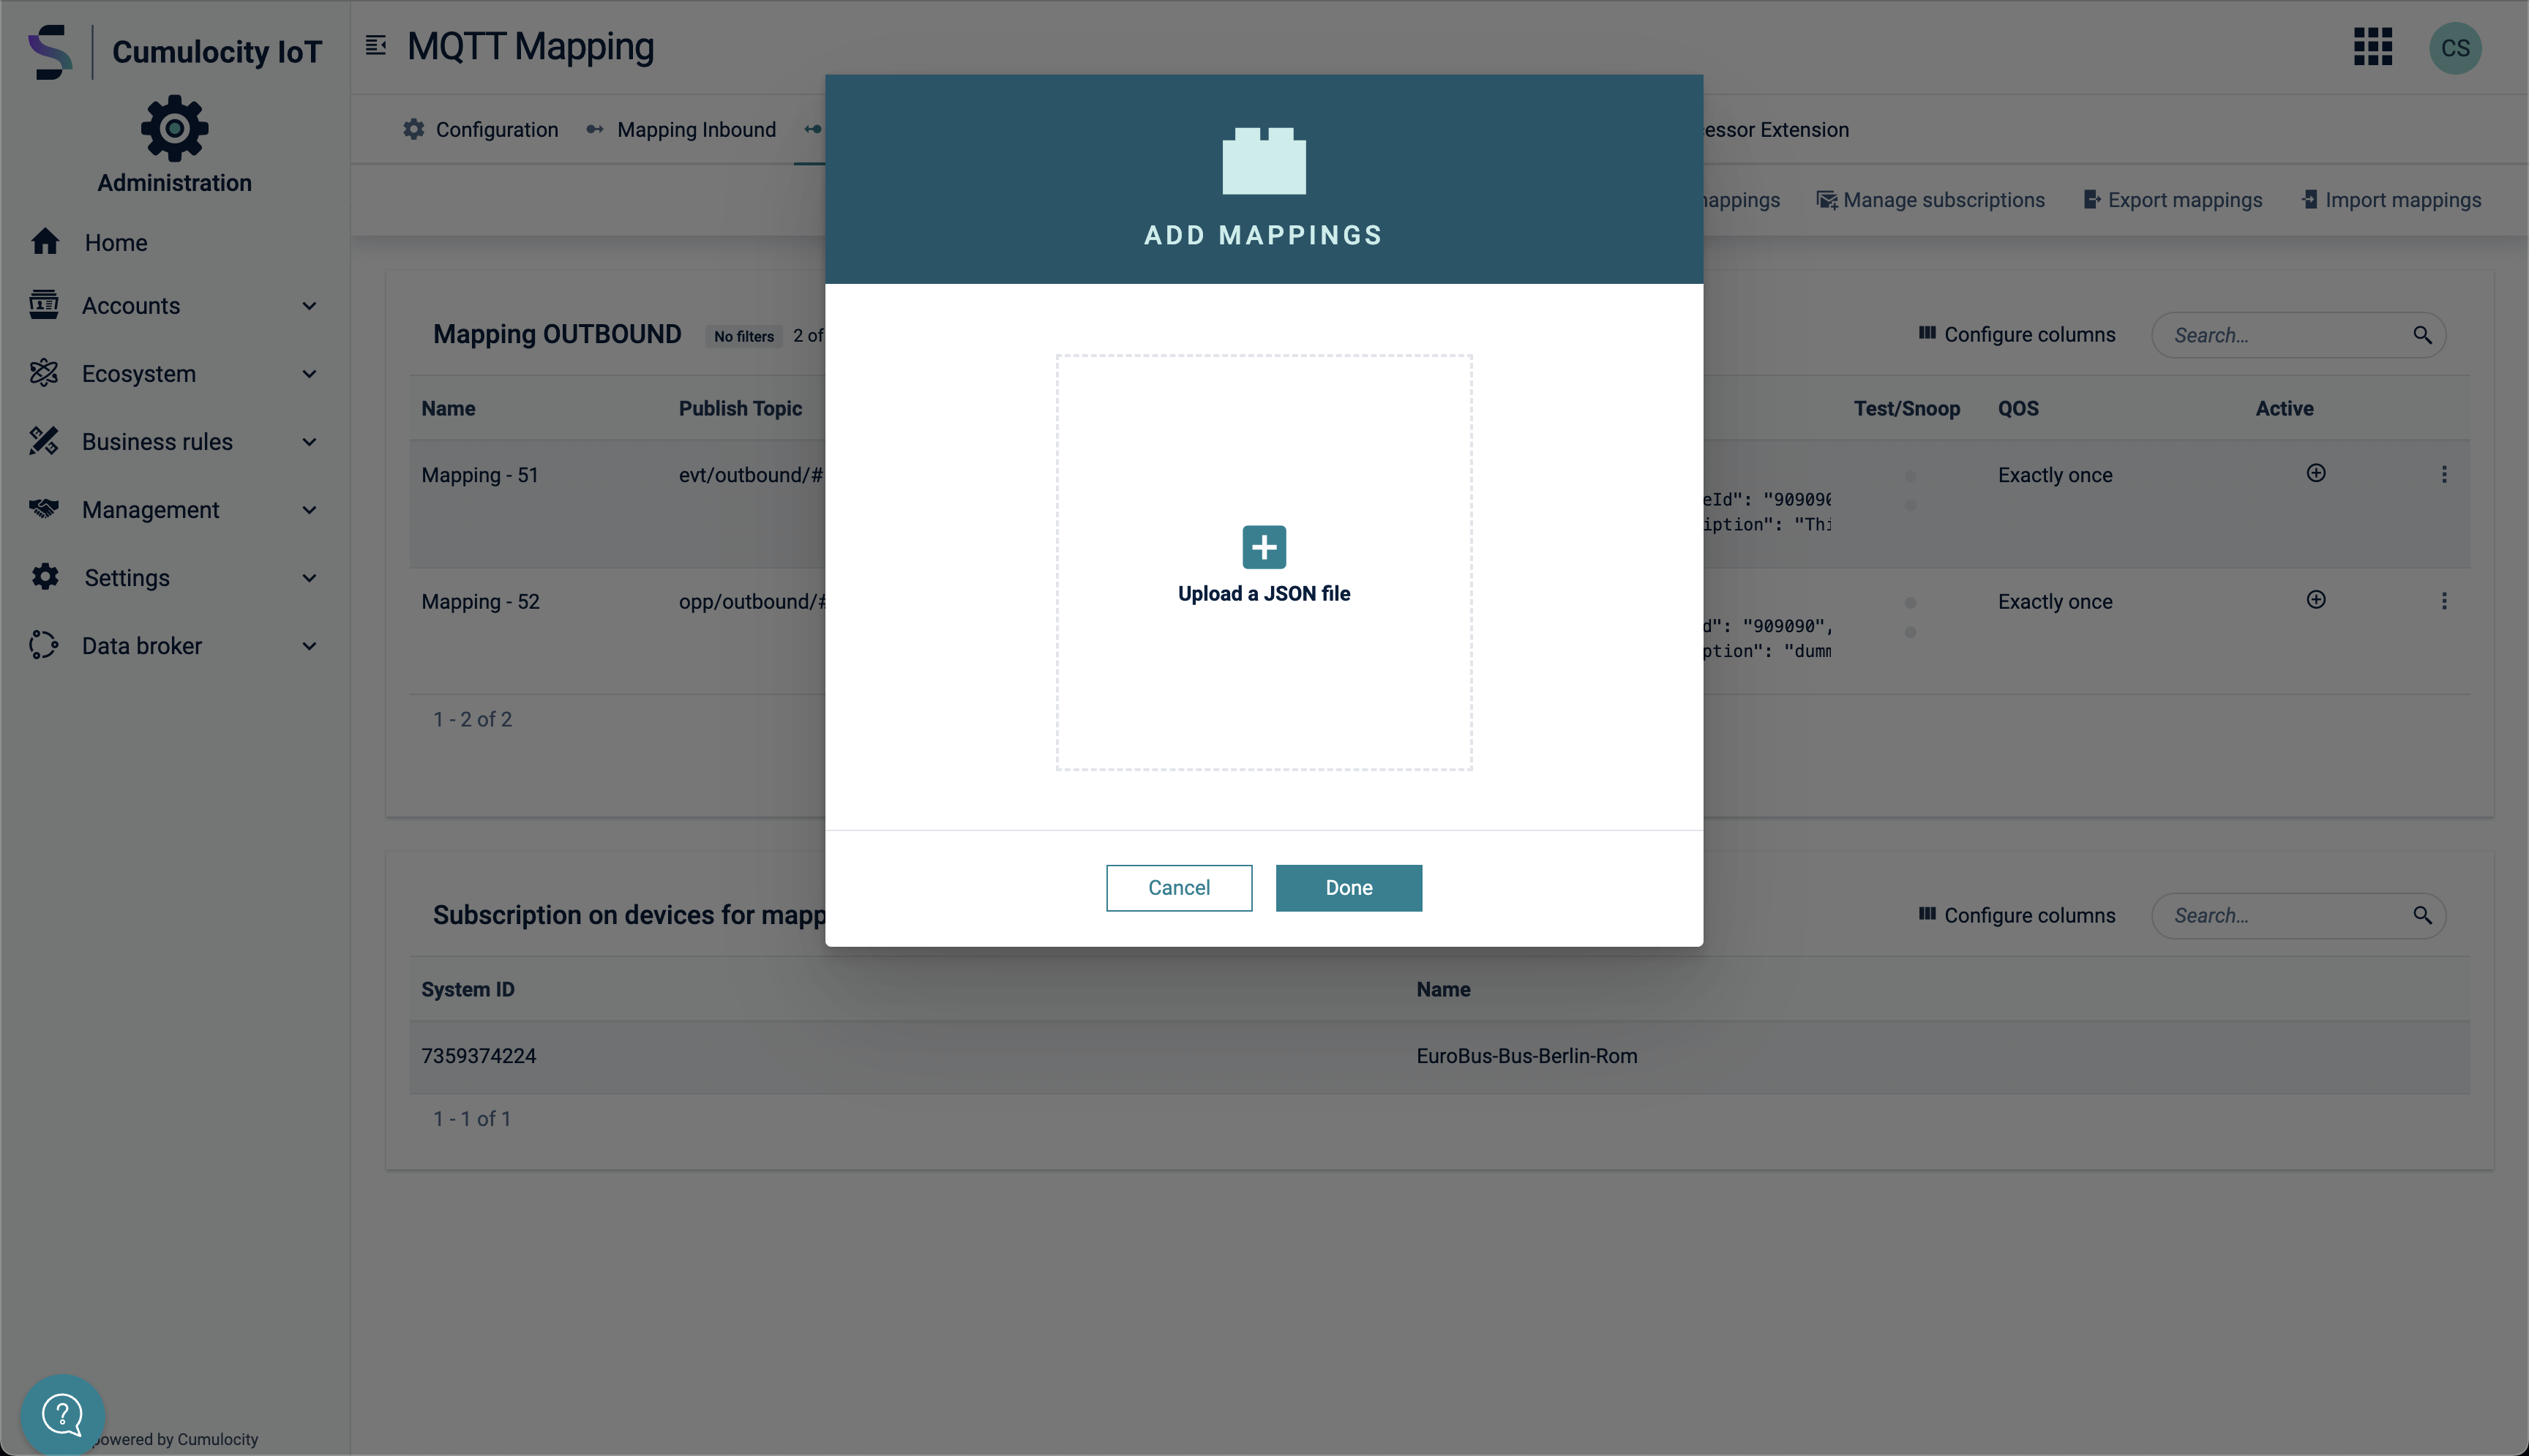 Cumulocity IoT
MQTT Mapping
CS
Administration
Home
Accounts
Ecosystem
Business rules
Management
Settings
Data broker
powered by Cumulocity
Configuration
Mapping Inbound
Extension
Manage subscriptions
Export mappings
Import mappings
ADD MAPPINGS
Upload a JSON file
Cancel
Done
Mapping OUTBOUND
No filters
2 of
Configure columns
Search...
Name
Publish Topic
Test/Snoop
QOS
Active
Mapping - 51
evt/outbound/#
eId": "909090
iption": "Thi
Exactly once
Mapping - 52
opp/outbound/#
d": "909090",
ption": "dumm
Exactly once
1 - 2 of 2
Subscription on devices for mapp
Configure columns
Search...
System ID
Name
7359374224
EuroBus-Bus-Berlin-Rom
1 - 1 of 1